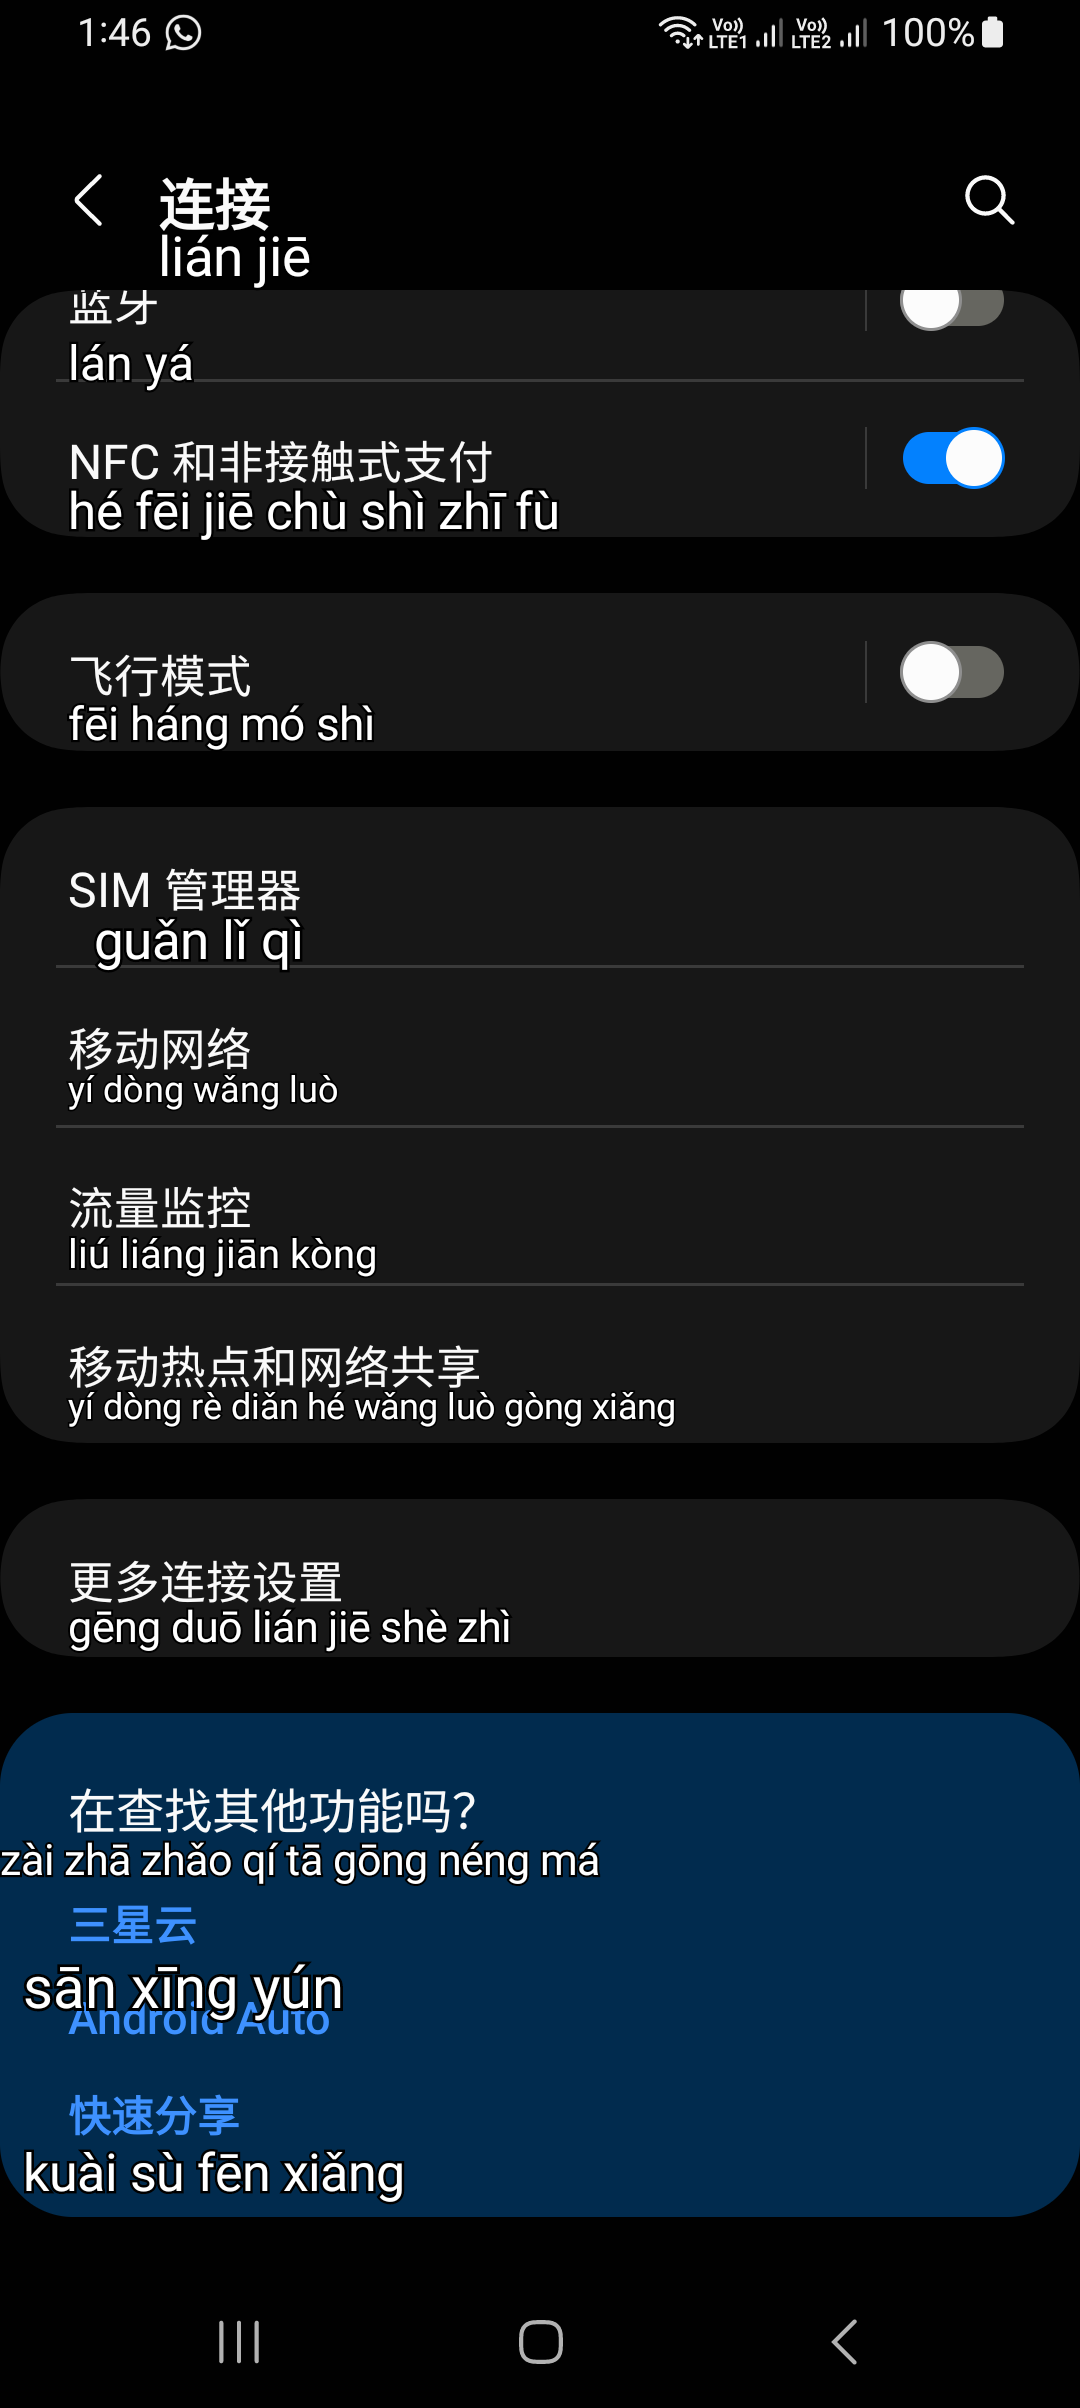 1:46 Vo)) LTE1 Vo)) LTE2 100%
连接
lián jiē
蓝牙
lán yá
NFC 和非接触式支付
hé fēi jiē chù shì zhī fù
飞行模式
fēi háng mó shì
SIM 管理器
guǎn lǐ qì
移动网络
yí dòng wǎng luò
流量监控
liú liáng jiān kòng
移动热点和网络共享
yí dòng rè diǎn hé wǎng luò gòng xiǎng
更多连接设置
gēng duō lián jiē shè zhì
在查找其他功能吗？
zài zhā zhǎo qí tā gōng néng má
三星云
sān xīng yún
Android Auto
快速分享
kuài sù fēn xiǎng